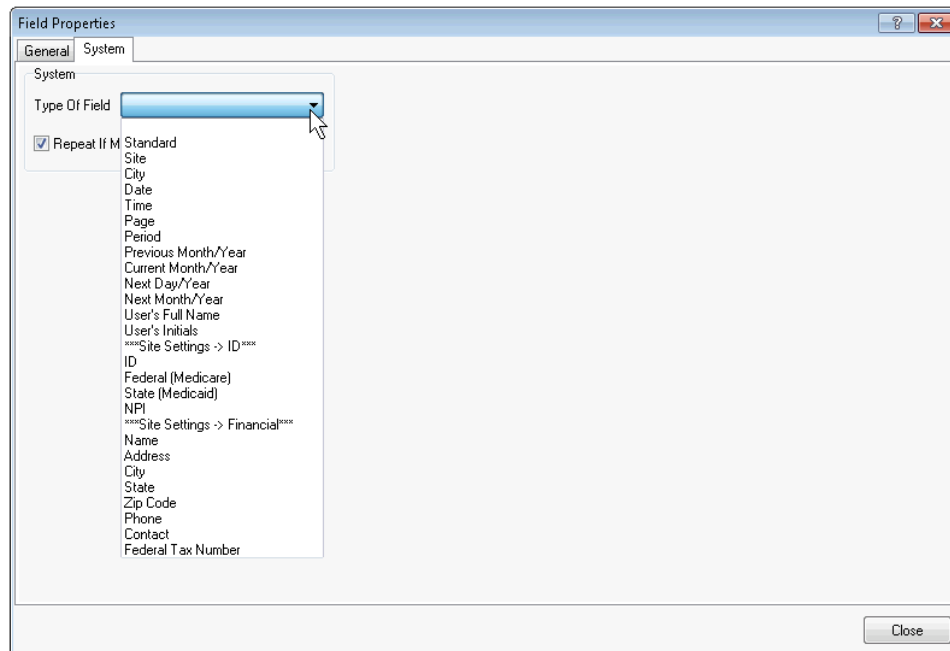 Field Properties
General System
System
Type Of Field
Repeat If M
Standard
Site
City
Date
Time
Page
Period
Previous Month/Year
Current Month/Year
Next Day/Year
Next Month/Year
User's Full Name
User's Initials
***Site Settings -> ID***
ID
Federal (Medicare)
State (Medicaid)
NPI
***Site Settings -> Financial***
Name
Address
City
State
Zip Code
Phone
Contact
Federal Tax Number
Close